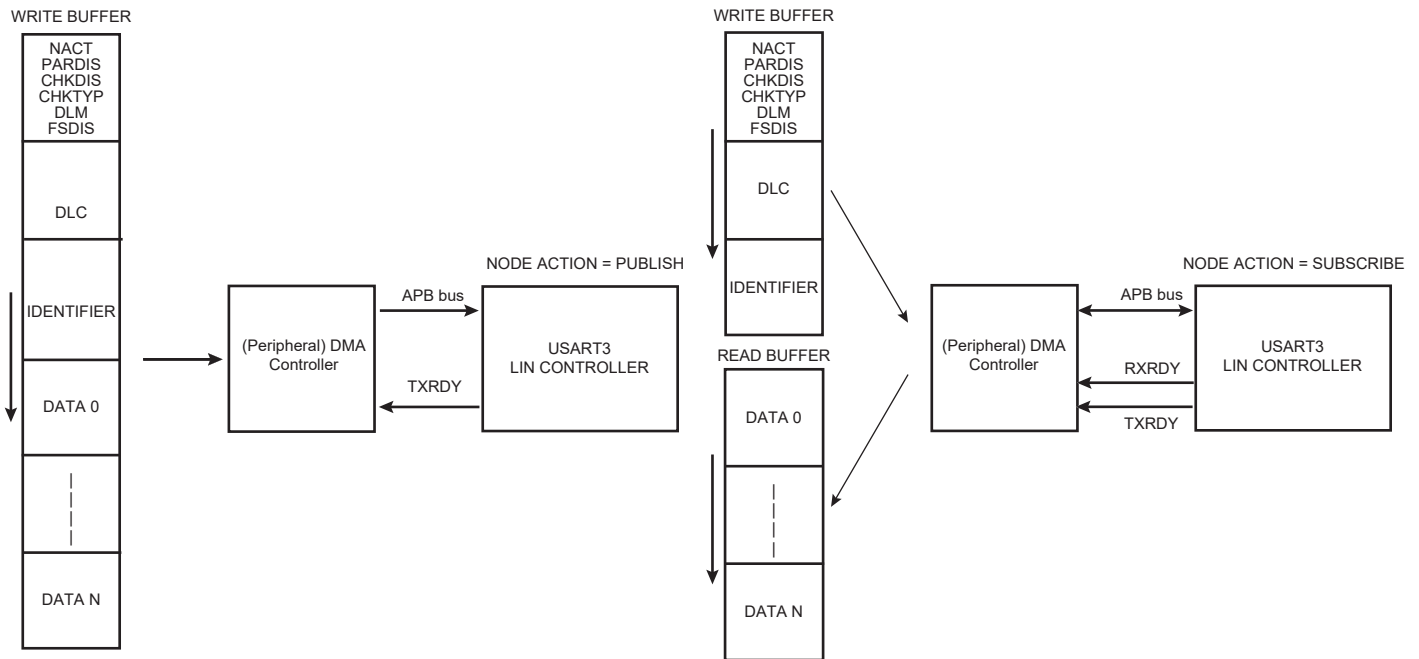 WRITE BUFFER
NACT
PARDIS
CHKDIS
CHKTYP
DLM
FSDIS
DLC
IDENTIFIER
DATA 0
DATA N
(Peripheral) DMA
Controller
APB bus
TXRDY
NODE ACTION = PUBLISH
USART3
LIN CONTROLLER
WRITE BUFFER
NACT
PARDIS
CHKDIS
CHKTYP
DLM
FSDIS
DLC
IDENTIFIER
READ BUFFER
DATA 0
DATA N
(Peripheral) DMA
Controller
APB bus
RXRDY
TXRDY
NODE ACTION = SUBSCRIBE
USART3
LIN CONTROLLER